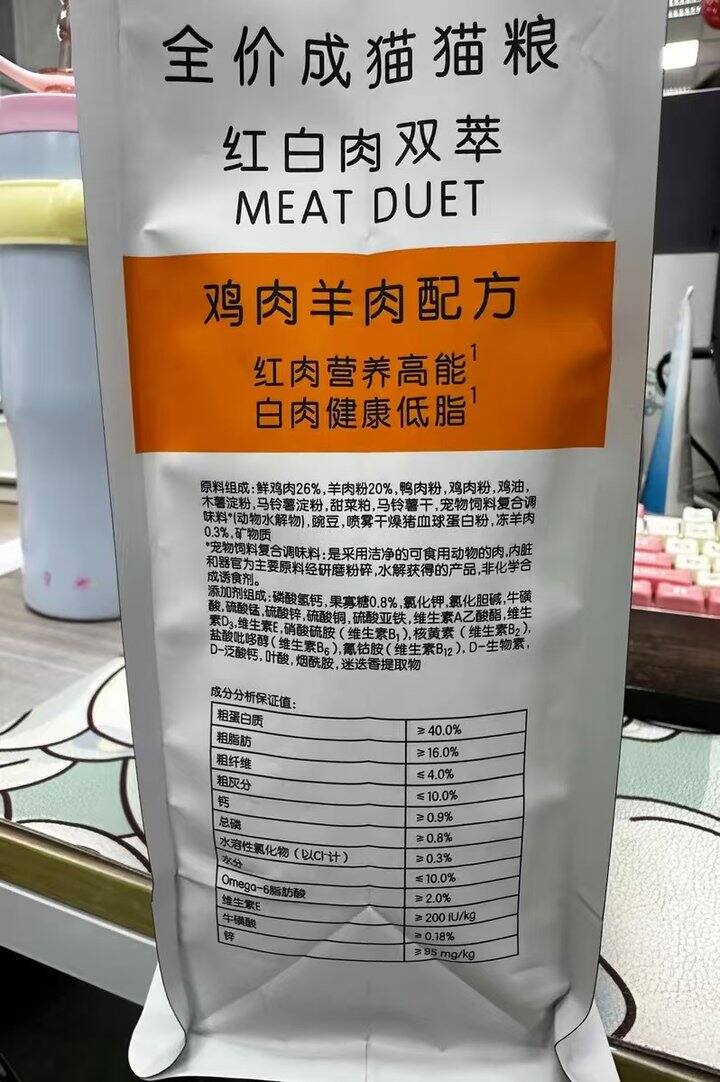 全价成猫猫粮
红白肉双萃
MEAT DUET
鸡肉羊肉配方
红肉营养高能1
白肉健康低脂1
原料组成:鲜鸡肉26%,羊肉粉20%,鸭肉粉,鸡肉粉,鸡油,
木薯淀粉,马铃薯淀粉,甜菜粕,马铃薯干,宠物饲料复合调
味料*(动物水解物),豌豆,喷雾干燥猪血球蛋白粉,冻羊肉
0.3%,矿物质
*宠物饲料复合调味料:是采用洁净的可食用动物的肉,内脏
和器官为主要原料经研磨粉碎,水解获得的产品,非化学合
成诱食剂。
添加剂组成:磷酸氢钙,果寡糖0.8%,氯化钾,氯化胆碱,牛磺
酸,硫酸锰,硫酸锌,硫酸铜,硫酸亚铁,维生素A乙酸酯,维生
素D3,维生素E,硝酸硫胺(维生素B1),核黄素(维生素B2),
盐酸吡哆醇(维生素B6),氰钴胺(维生素B12),D-生物素,
D-泛酸钙,叶酸,烟酰胺,迷迭香提取物
成分分析保证值:
粗蛋白质 ≥40.0%
粗脂肪 ≥16.0%
粗纤维 ≤4.0%
粗灰分 ≤10.0%
钙 ≥0.9%
总磷 ≥0.8%
水溶性氯化物(以Cl-计) ≥0.3%
水分 ≤10.0%
Omega-6脂肪酸 ≥2.0%
维生素E ≥200 IU/kg
牛磺酸 ≥0.18%
锌 ≥95 mg/kg